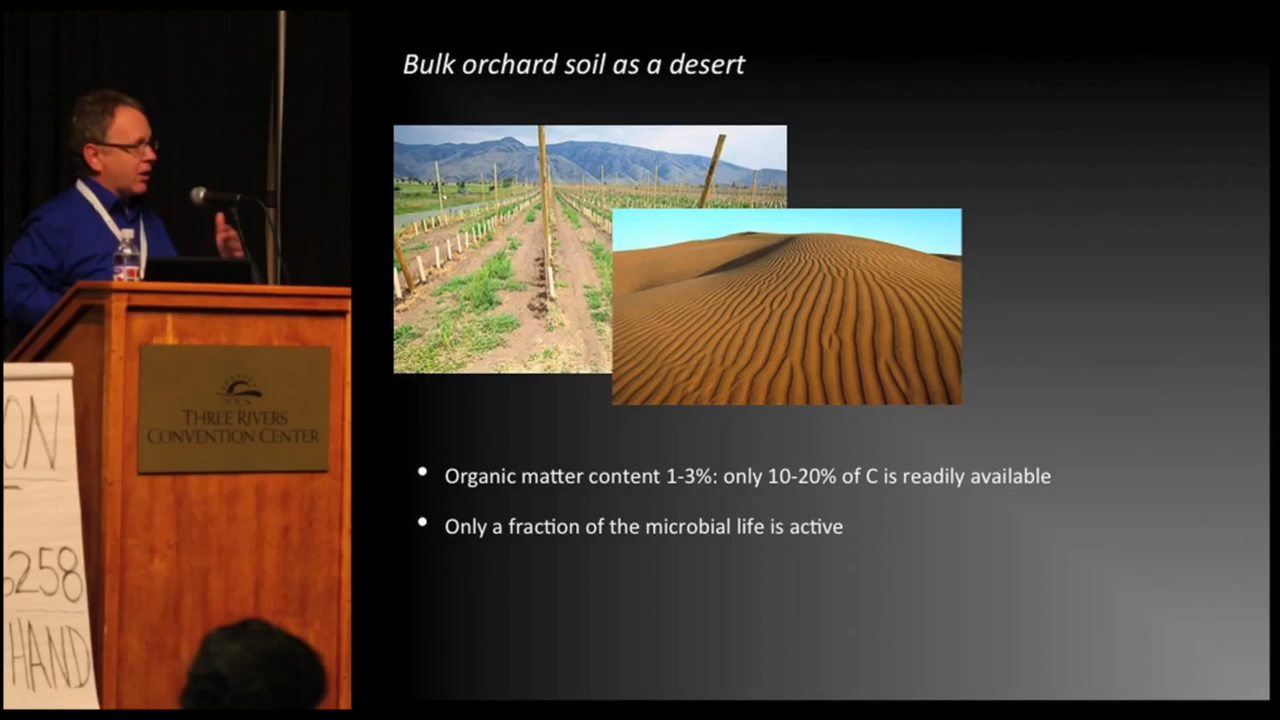 Bulk orchard soil as a desert
• Organic matter content 1-3%: only 10-20% of C is readily available
• Only a fraction of the microbial life is active
THREE RIVERS
CONVENTION CENTER
ON
258
HAND